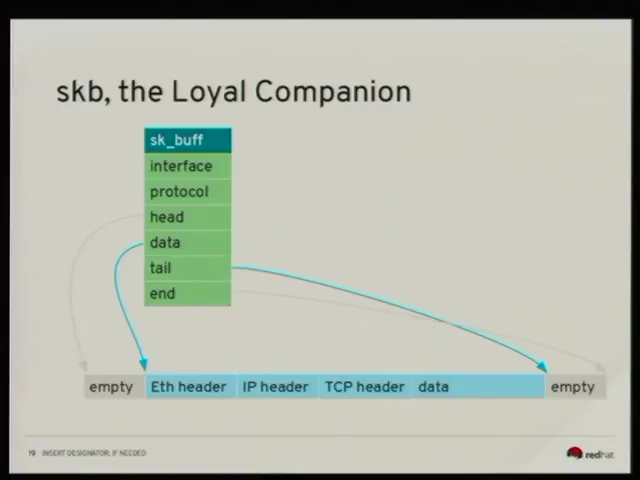 skb, the Loyal Companion
sk_buff
interface
protocol
head
data
tail
end
empty Eth header IP header TCP header data empty
19 INSERT DESIGNATOR, IF NEEDED
redhat